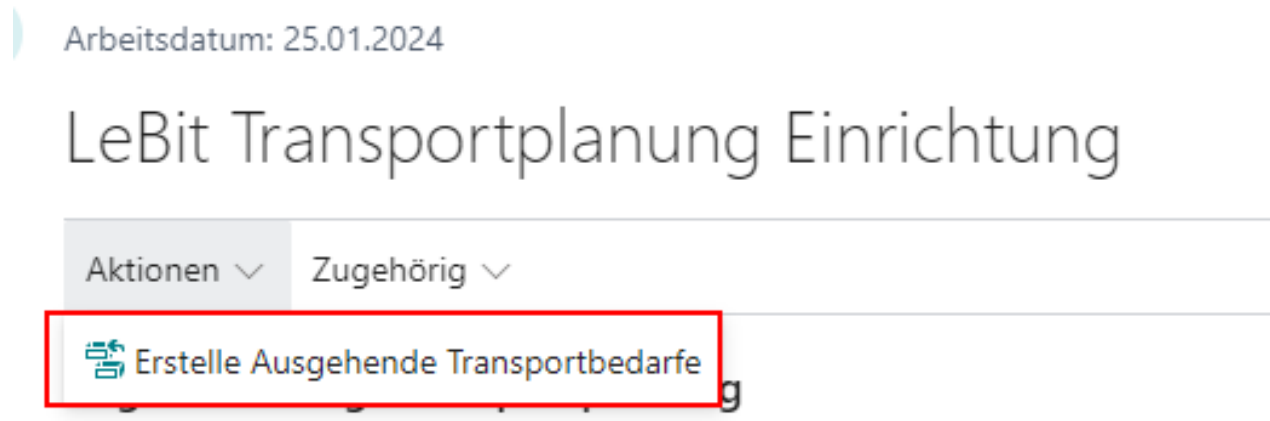 Arbeitsdatum: 25.01.2024
LeBit Transportplanung Einrichtung
Aktionen Zugehörig
Erstelle Ausgehende Transportbedarfe